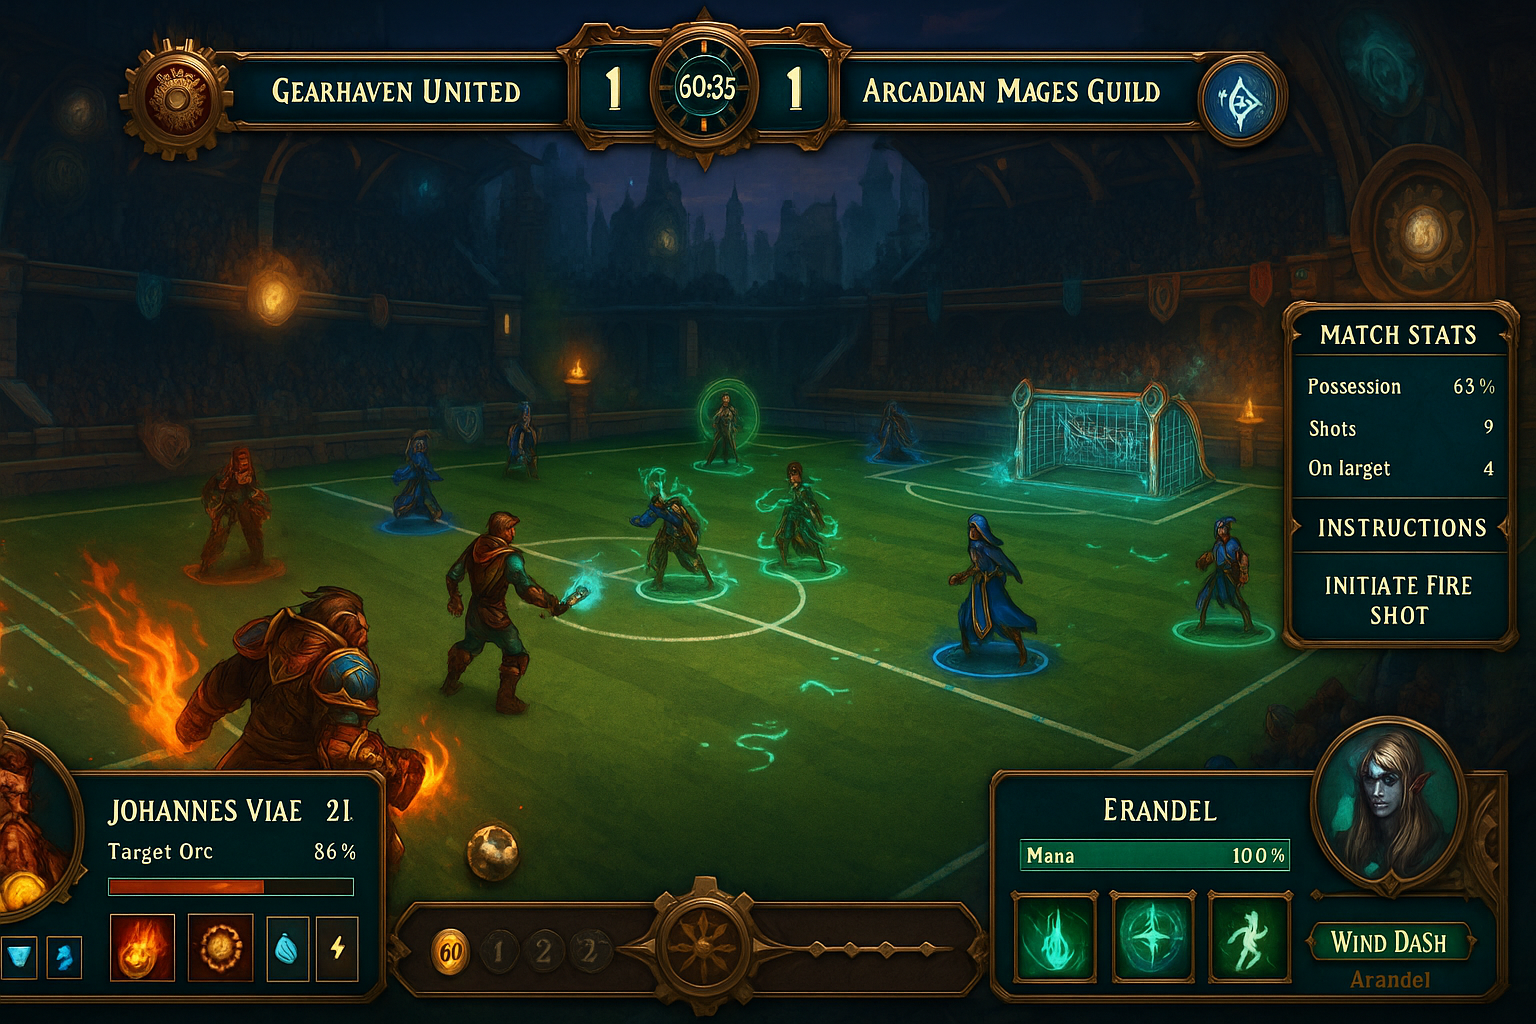 GEARHAVEN UNITED
1
60:35
1
ARCADIAN MAGES GUILD
MATCH STATS
Possession 63%
Shots 9
On larget 4
INSTRUCTIONS
INITIATE FIRE
SHOT
JOHANNES VIAE 21.
Target Orc 86%
60 1 2 2
ERANDEL
Mana 100%
WIND DASH
Arandel